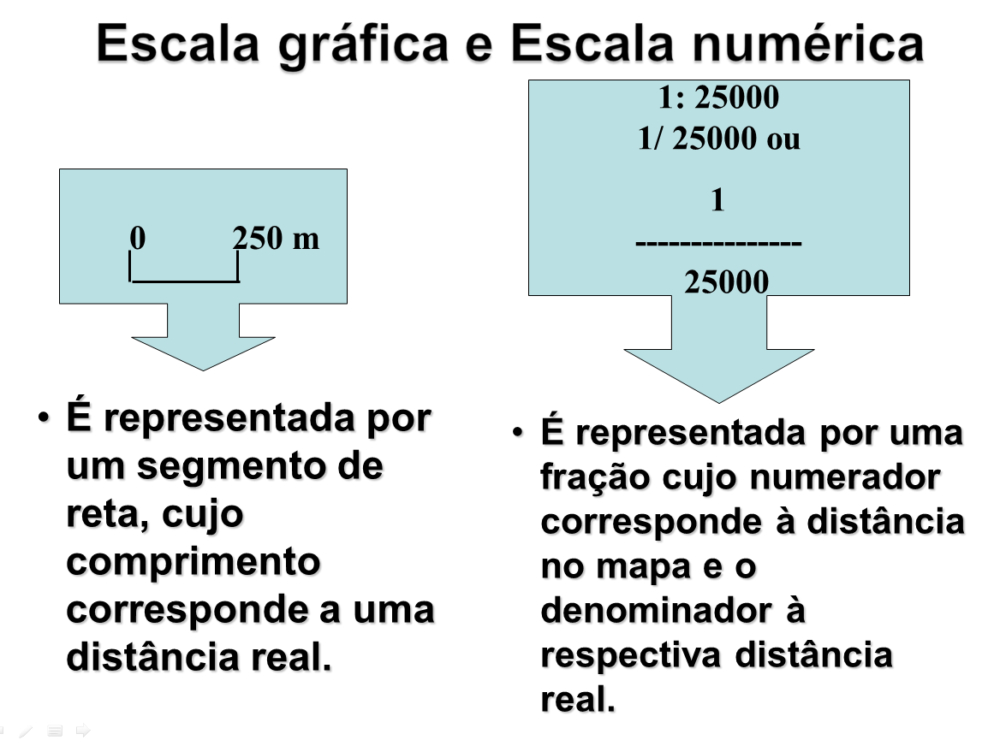 Escala gráfica e Escala numérica
0 250 m
• É representada por
um segmento de
reta, cujo
comprimento
corresponde a uma
distância real.
1: 25000
1/ 25000 ou
1
---------------
25000
• É representada por uma
fração cujo numerador
corresponde à distância
no mapa e o
denominador à
respectiva distância
real.